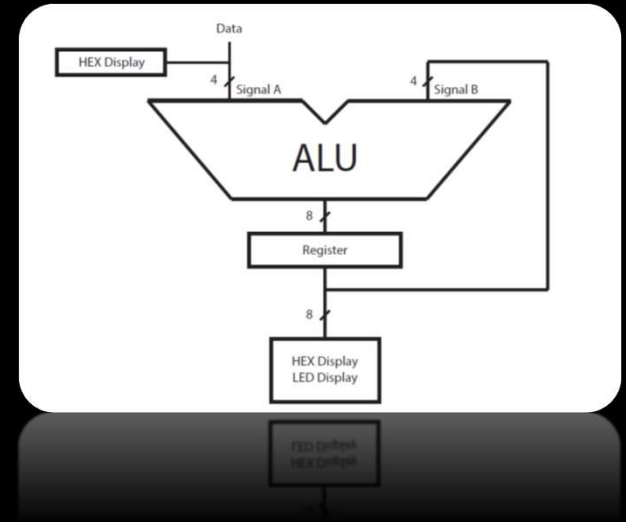 Data
HEX Display
4
Signal A
4
Signal B
ALU
8
Register
8
HEX Display
LED Display